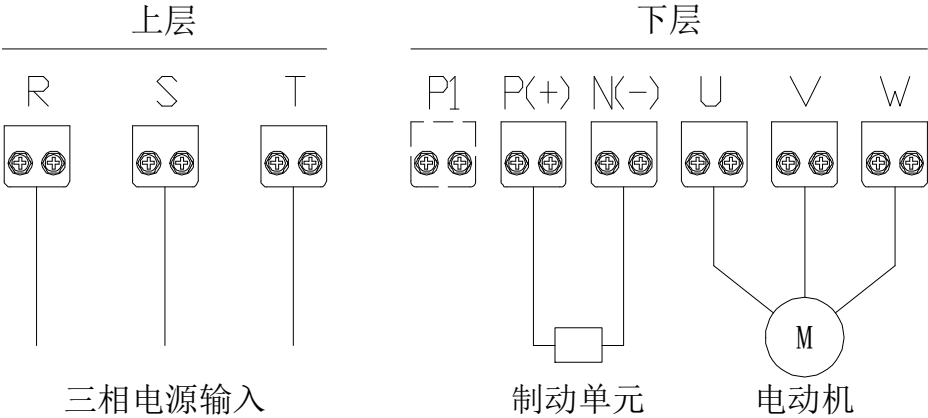 上层 下层
R S T P1 P(+) N(-) U V W
M
三相电源输入 制动单元 电动机